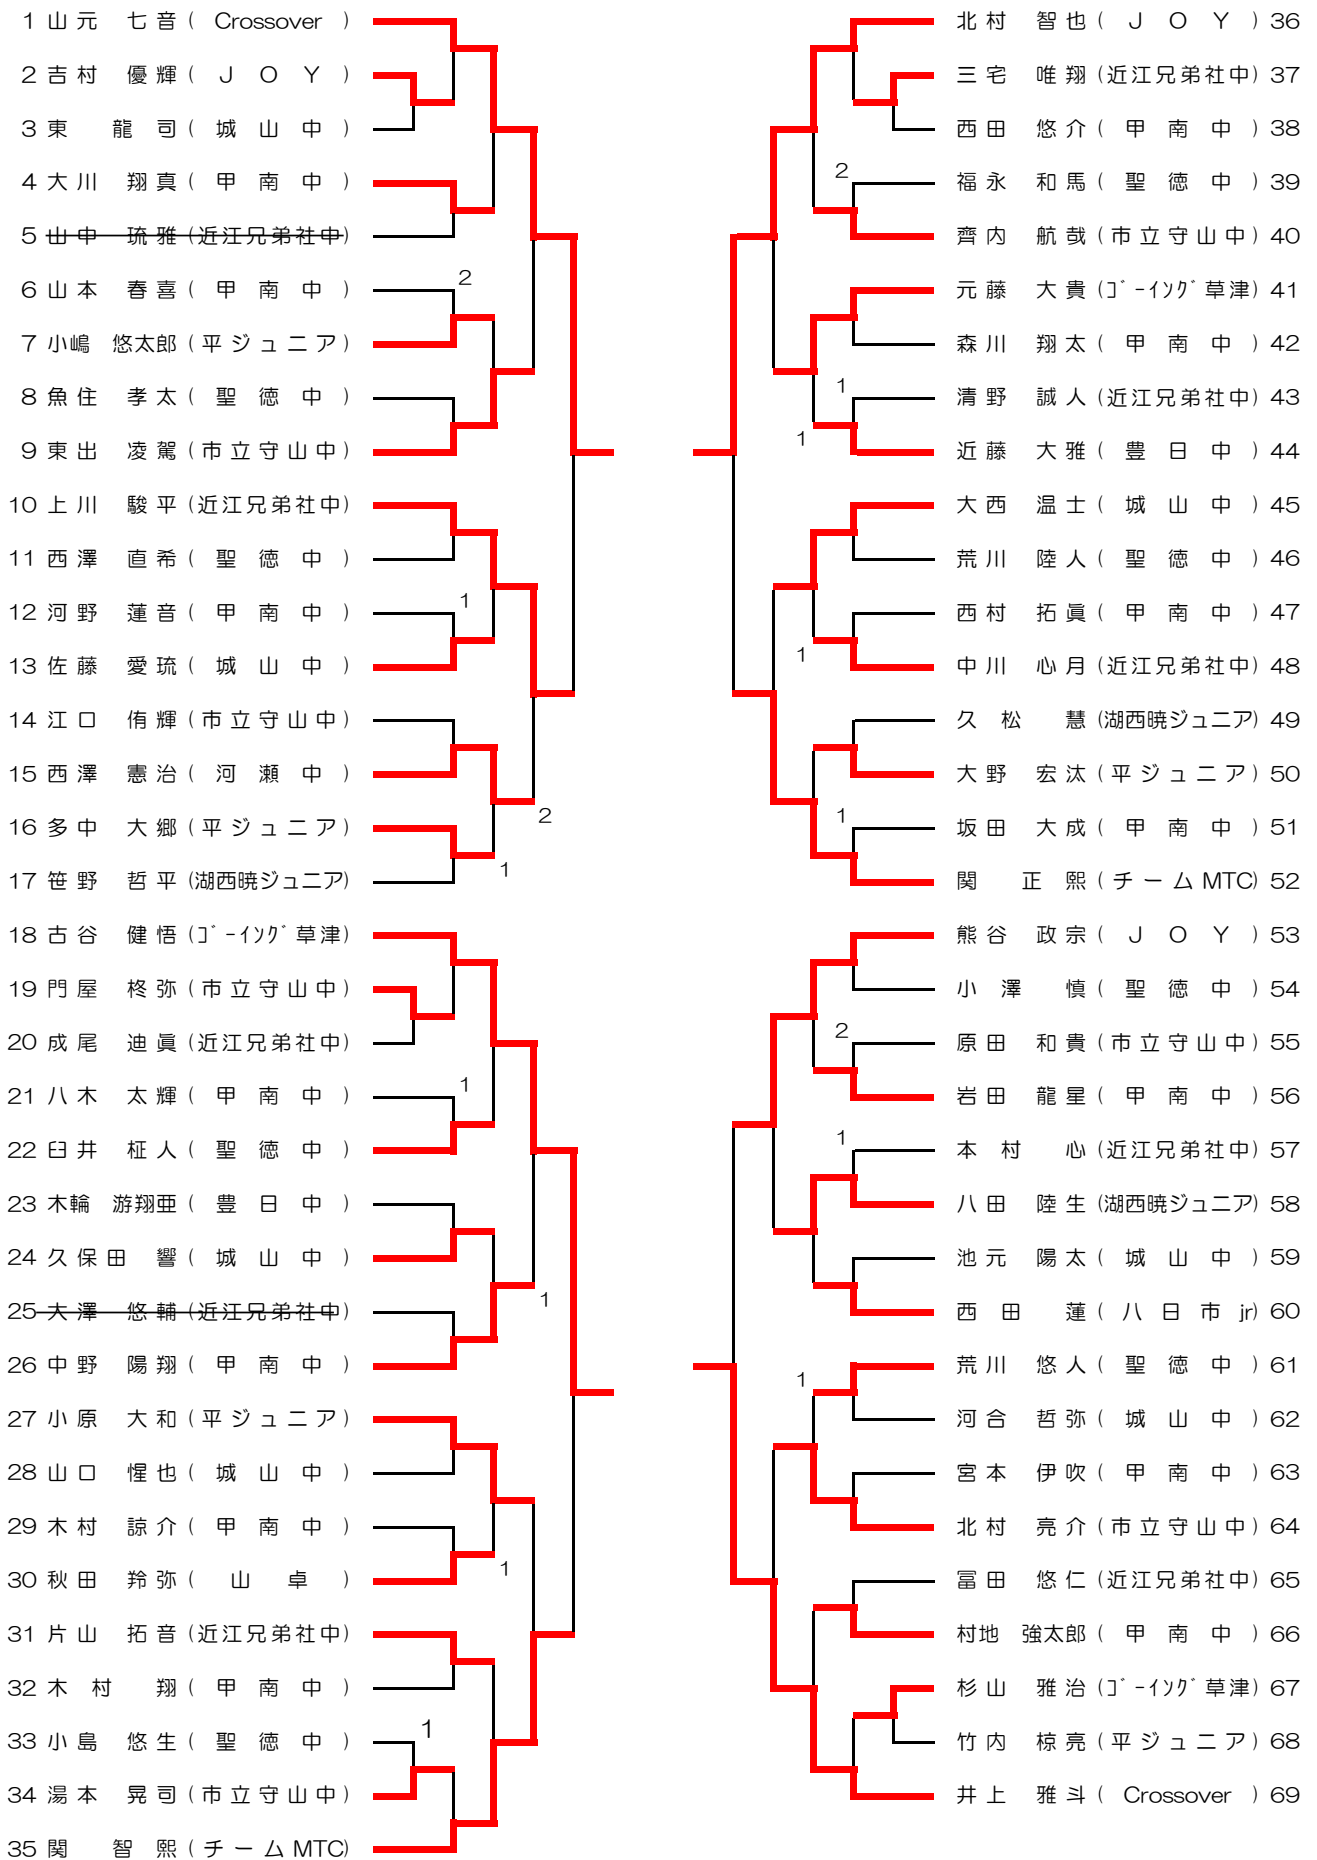 1 山元 七音 ( Crossover )
2 吉村 優輝 ( J O Y )
3 東 龍司 ( 城山中 )
4 大川 翔真 ( 甲南中 )
5 山中 琉雅 (近江兄弟社中)
6 山本 春喜 ( 甲南中 )
2
7 小嶋 悠太郎 (平ジュニア)
8 魚住 孝太 ( 聖徳中 )
9 東出 凌駕 (市立守山中)
10 上川 駿平 (近江兄弟社中)
11 西澤 直希 ( 聖徳中 )
12 河野 蓮音 ( 甲南中 )
1
13 佐藤 愛琉 ( 城山中 )
14 江口 侑輝 (市立守山中)
15 西澤 憲治 ( 河瀬中 )
2
16 多中 大郷 (平ジュニア)
1
17 笹野 哲平 (湖西暁ジュニア)
18 古谷 健悟 (ｺﾞｰｲﾝｸﾞ草津)
19 門屋 柊弥 (市立守山中)
20 成尾 迪眞 (近江兄弟社中)
21 八木 太輝 ( 甲南中 )
1
22 臼井 柾人 ( 聖徳中 )
23 木輪 游翔亜 ( 豊日中 )
24 久保田 響 ( 城山中 )
1
25 大澤 悠輔 (近江兄弟社中)
26 中野 陽翔 ( 甲南中 )
27 小原 大和 (平ジュニア)
28 山口 惺也 ( 城山中 )
29 木村 諒介 ( 甲南中 )
1
30 秋田 羚弥 ( 山卓 )
31 片山 拓音 (近江兄弟社中)
32 木村 翔 ( 甲南中 )
33 小島 悠生 ( 聖徳中 )
1
34 湯本 晃司 (市立守山中)
35 関 智熙 (チームMTC)
北村 智也 ( J O Y ) 36
三宅 唯翔 (近江兄弟社中) 37
西田 悠介 ( 甲南中 ) 38
2
福永 和馬 ( 聖徳中 ) 39
齊内 航哉 (市立守山中) 40
元藤 大貴 (ｺﾞｰｲﾝｸﾞ草津) 41
森川 翔太 ( 甲南中 ) 42
1
清野 誠人 (近江兄弟社中) 43
1
近藤 大雅 ( 豊日中 ) 44
大西 温士 ( 城山中 ) 45
荒川 陸人 ( 聖徳中 ) 46
西村 拓眞 ( 甲南中 ) 47
1
中川 心月 (近江兄弟社中) 48
久松 慧 (湖西暁ジュニア) 49
大野 宏汰 (平ジュニア) 50
1
坂田 大成 ( 甲南中 ) 51
関 正熙 (チームMTC) 52
熊谷 政宗 ( J O Y ) 53
小澤 慎 ( 聖徳中 ) 54
2
原田 和貴 (市立守山中) 55
岩田 龍星 ( 甲南中 ) 56
1
本村 心 (近江兄弟社中) 57
八田 陸生 (湖西暁ジュニア) 58
池元 陽太 ( 城山中 ) 59
西田 蓮 (八日市jr) 60
荒川 悠人 ( 聖徳中 ) 61
1
河合 哲弥 ( 城山中 ) 62
宮本 伊吹 ( 甲南中 ) 63
北村 亮介 (市立守山中) 64
冨田 悠仁 (近江兄弟社中) 65
村地 強太郎 ( 甲南中 ) 66
杉山 雅治 (ｺﾞｰｲﾝｸﾞ草津) 67
竹内 椋亮 (平ジュニア) 68
井上 雅斗 ( Crossover ) 69